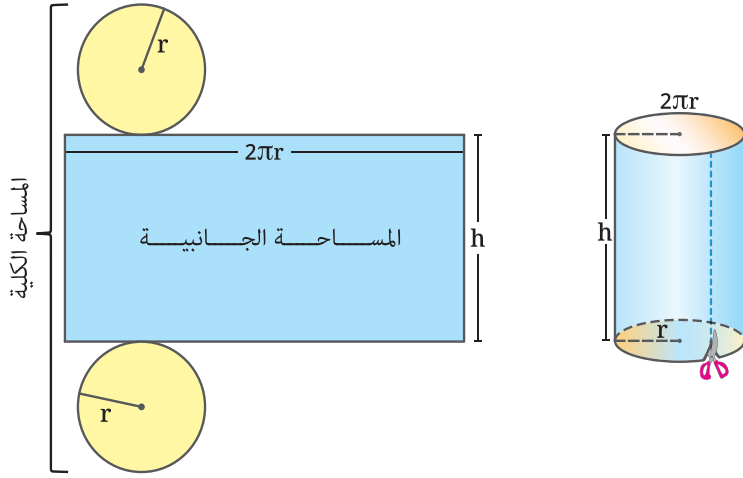 r
2πr
المساحة الجانبية
h
r
المساحة الكلية
2πr
h
r